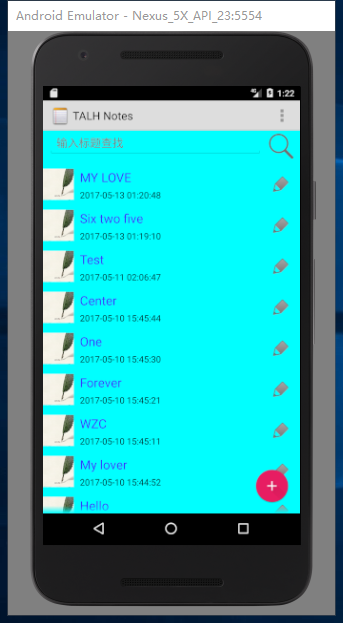 Android Emulator - Nexus_5X_API_23:5554
4G 1:22
TALH Notes
输入标题查找
MY LOVE
2017-05-13 01:20:48
Six two five
2017-05-13 01:19:10
Test
2017-05-11 02:06:47
Center
2017-05-10 15:45:44
One
2017-05-10 15:45:30
Forever
2017-05-10 15:45:21
WZC
2017-05-10 15:45:11
My lover
2017-05-10 14:44:52
Hello